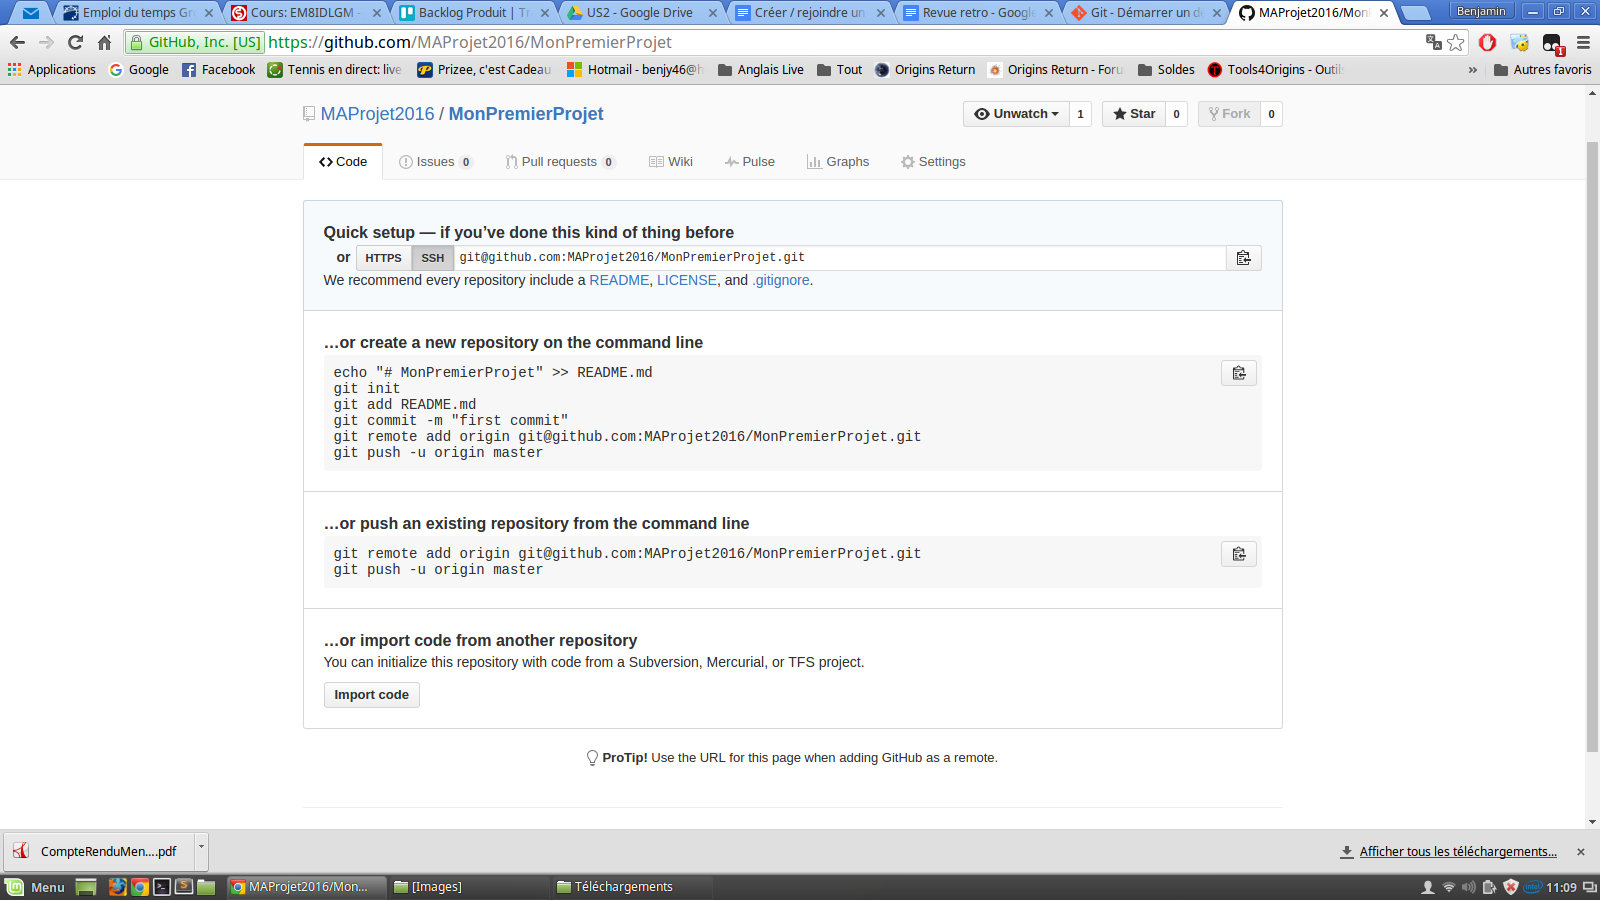 Emploi du temps Gr
Cours: EM8IDLGM -
Backlog Produit | Tr
US2 - Google Drive
Créer / rejoindre un
Revue retro - Google
Git - Démarrer un dé
MAProjet2016/MonP
Benjamin
GitHub, Inc. [US]
https://github.com/MAProjet2016/MonPremierProjet
1
Applications
Google
Facebook
Tennis en direct: live
Prizee, c'est Cadeau
Hotmail - benjy46@h
Anglais Live
Tout
Origins Return
Origins Return - Foru
Soldes
Tools4Origins - Outils
»
Autres favoris
MAProjet2016 / MonPremierProjet
Unwatch 1
Star 0
Fork 0
Code
Issues 0
Pull requests 0
Wiki
Pulse
Graphs
Settings
Quick setup — if you’ve done this kind of thing before
or HTTPS SSH git@github.com:MAProjet2016/MonPremierProjet.git
We recommend every repository include a README, LICENSE, and .gitignore.
…or create a new repository on the command line
echo "# MonPremierProjet" >> README.md
git init
git add README.md
git commit -m "first commit"
git remote add origin git@github.com:MAProjet2016/MonPremierProjet.git
git push -u origin master
…or push an existing repository from the command line
git remote add origin git@github.com:MAProjet2016/MonPremierProjet.git
git push -u origin master
…or import code from another repository
You can initialize this repository with code from a Subversion, Mercurial, or TFS project.
Import code
ProTip! Use the URL for this page when adding GitHub as a remote.
CompteRenduMen....pdf
Afficher tous les téléchargements...
Menu
MAProjet2016/Mon...
[Images]
Téléchargements
11:09